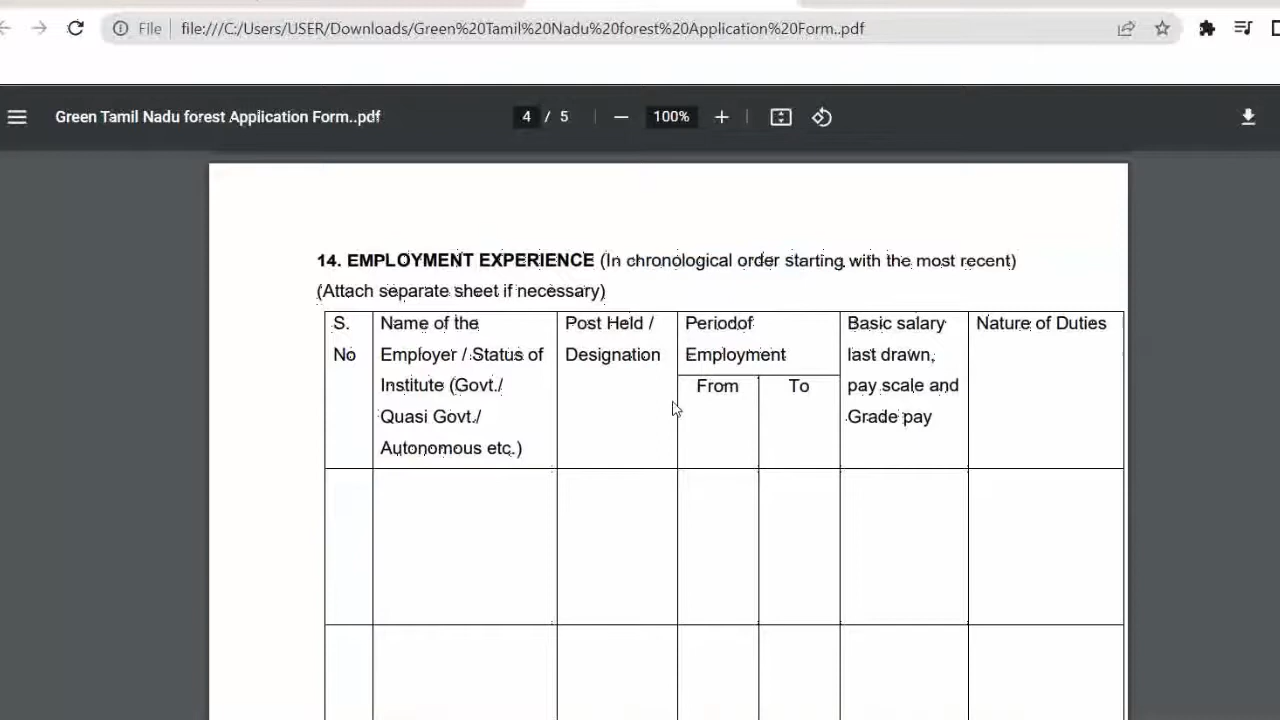 File file:///C:/Users/USER/Downloads/Green%20Tamil%20Nadu%20forest%20Application%20Form..pdf
Green Tamil Nadu forest Application Form..pdf 4 / 5 100%
14. EMPLOYMENT EXPERIENCE (In chronological order starting with the most recent)
(Attach separate sheet if necessary)
S. No
Name of the
Employer / Status of
Institute (Govt./
Quasi Govt./
Autonomous etc.)
Post Held /
Designation
Periodof
Employment
From To
Basic salary
last drawn,
pay scale and
Grade pay
Nature of Duties